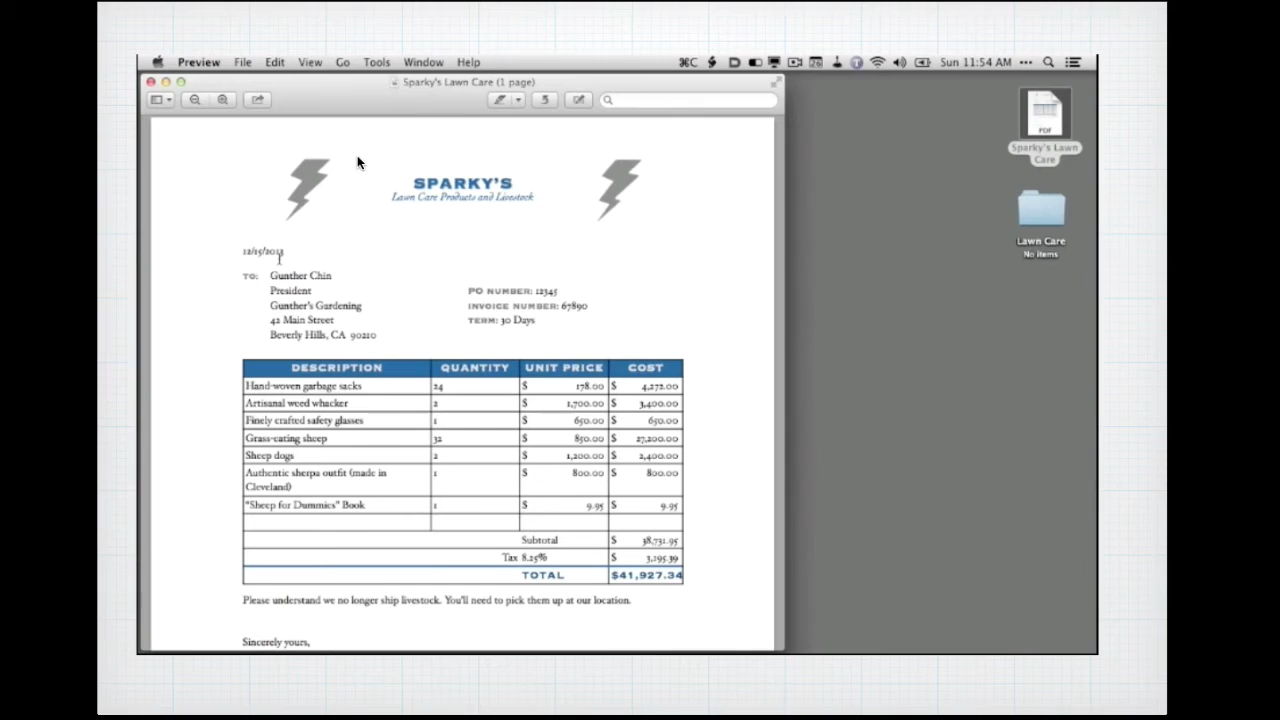 Preview File Edit View Go Tools Window Help
Sun 11:54 AM
Sparky's Lawn Care (1 page)
PDF
Sparky's Lawn Care
Lawn Care
No items
SPARKY'S
Lawn Care Products and Livestock
12/15/2013
TO: Gunther Chin
President
Gunther's Gardening
42 Main Street
Beverly Hills, CA 90210
PO NUMBER: 12345
INVOICE NUMBER: 67890
TERM: 30 Days
DESCRIPTION QUANTITY UNIT PRICE COST
Hand-woven garbage sacks 24 $ 178.00 $ 4,272.00
Artisanal weed whacker 2 $ 1,700.00 $ 3,400.00
Finely crafted safety glasses 1 $ 650.00 $ 650.00
Grass-eating sheep 32 $ 850.00 $ 27,200.00
Sheep dogs 2 $ 1,200.00 $ 2,400.00
Authentic sherpa outfit (made in 1 $ 800.00 $ 800.00
Cleveland)
"Sheep for Dummies" Book 1 $ 9.95 $ 9.95
Subtotal $ 38,731.95
Tax 8.25% $ 3,195.39
TOTAL $41,927.34
Please understand we no longer ship livestock. You'll need to pick them up at our location.
Sincerely yours,